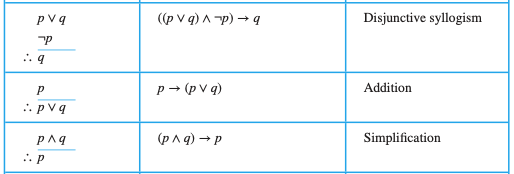 p ∨ q ((p ∨ q) ∧ ¬p) → q Disjunctive syllogism
¬p
∴ q
p p → (p ∨ q) Addition
∴ p ∨ q
p ∧ q (p ∧ q) → p Simplification
∴ p